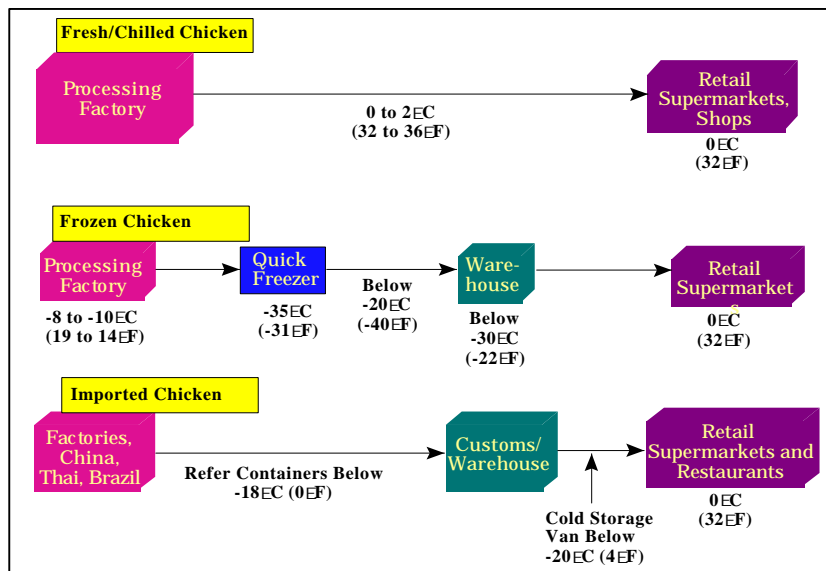 Fresh/Chilled Chicken
Processing
Factory
0 to 2EC
(32 to 36EF)
Retail
Supermarkets,
Shops
0EC
(32EF)
Frozen Chicken
Processing
Factory
-8 to -10EC
(19 to 14EF)
Quick
Freezer
-35EC
(-31EF)
Below
-20EC
(-40EF)
Ware-
house
Below
-30EC
(-22EF)
Retail
Supermarket
s
0EC
(32EF)
Imported Chicken
Factories,
China,
Thai, Brazil
Refer Containers Below
-18EC (0EF)
Customs/
Warehouse
Cold Storage
Van Below
-20EC (4EF)
Retail
Supermarkets and
Restaurants
0EC
(32EF)